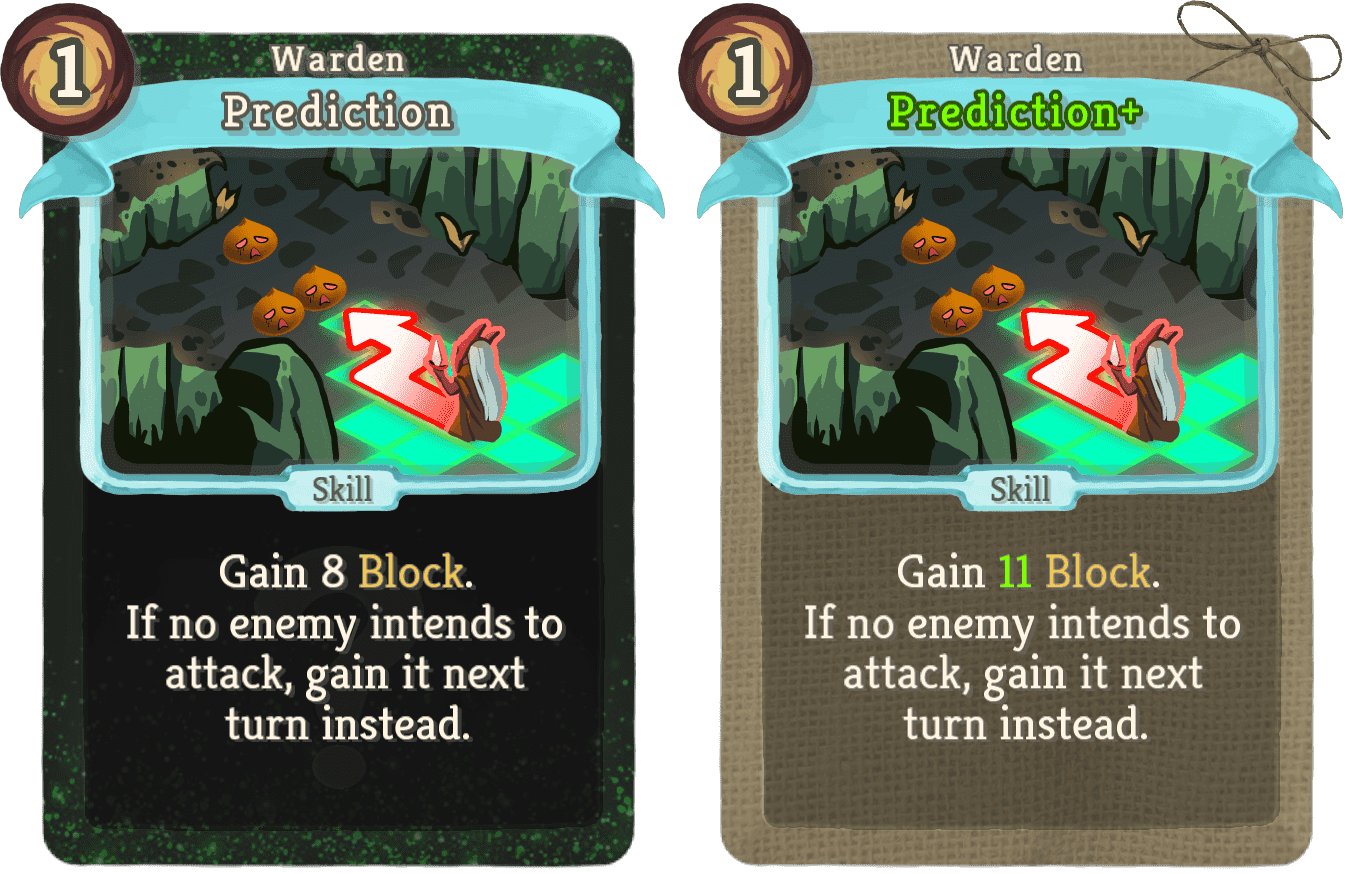 1
Warden
Prediction
Skill
Gain 8 Block.
If no enemy intends to
attack, gain it next
turn instead.
1
Warden
Prediction+
Skill
Gain 11 Block.
If no enemy intends to
attack, gain it next
turn instead.